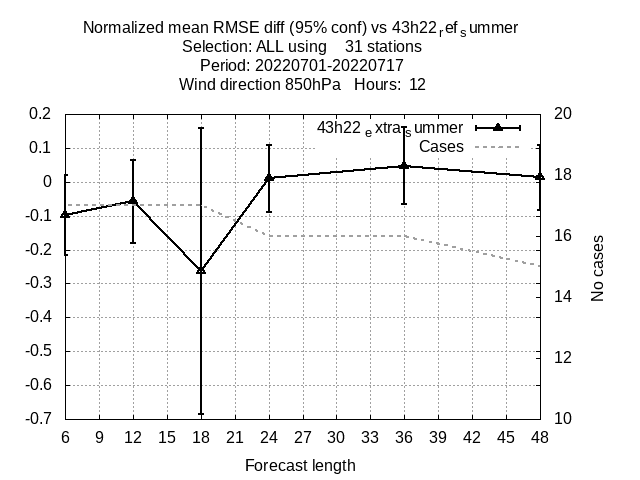 Normalized mean RMSE diff (95% conf) vs 43h22ref summer
Selection: ALL using 31 stations
Period: 20220701-20220717
Wind direction 850hPa Hours: 12
43h22extrasummer
Cases
0.2
0.1
0
-0.1
-0.2
-0.3
-0.4
-0.5
-0.6
-0.7
20
18
16
14
12
10
No cases
6 9 12 15 18 21 24 27 30 33 36 39 42 45 48
Forecast length